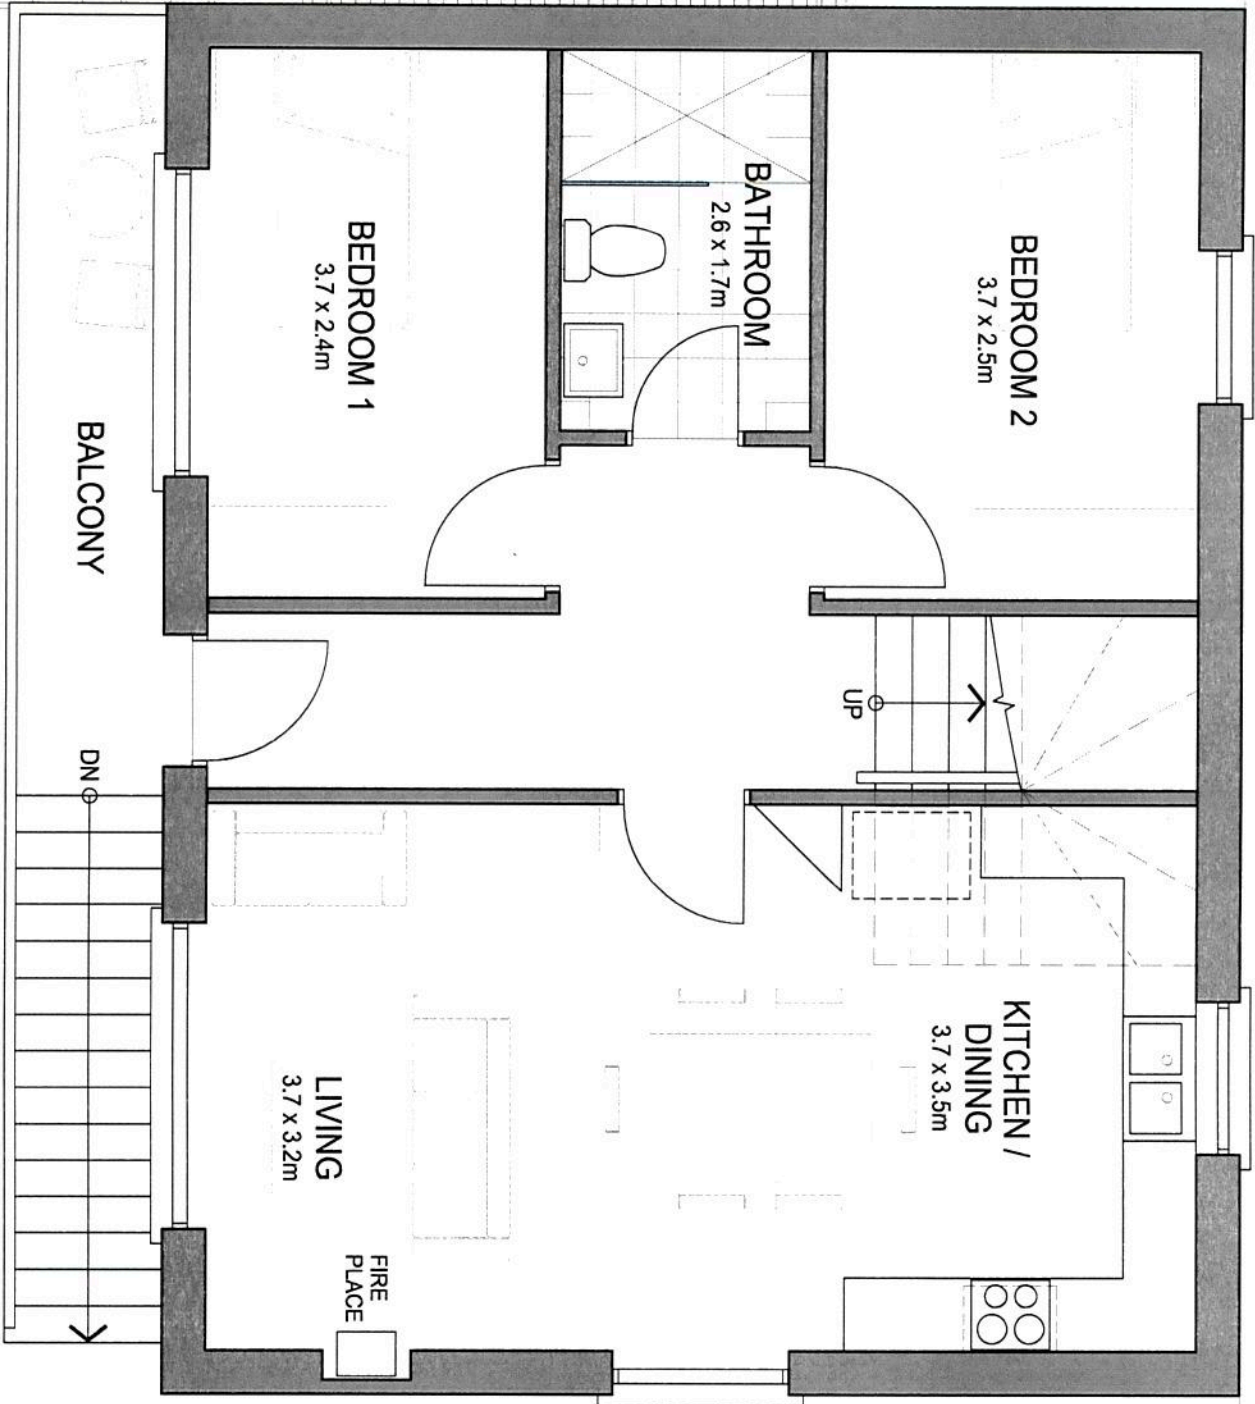 BEDROOM 2
3.7 x 2.5m
BATHROOM
2.6 x 1.7m
BEDROOM 1
3.7 x 2.4m
BALCONY
UP
DN
KITCHEN /
DINING
3.7 x 3.5m
LIVING
3.7 x 3.2m
FIRE
PLACE